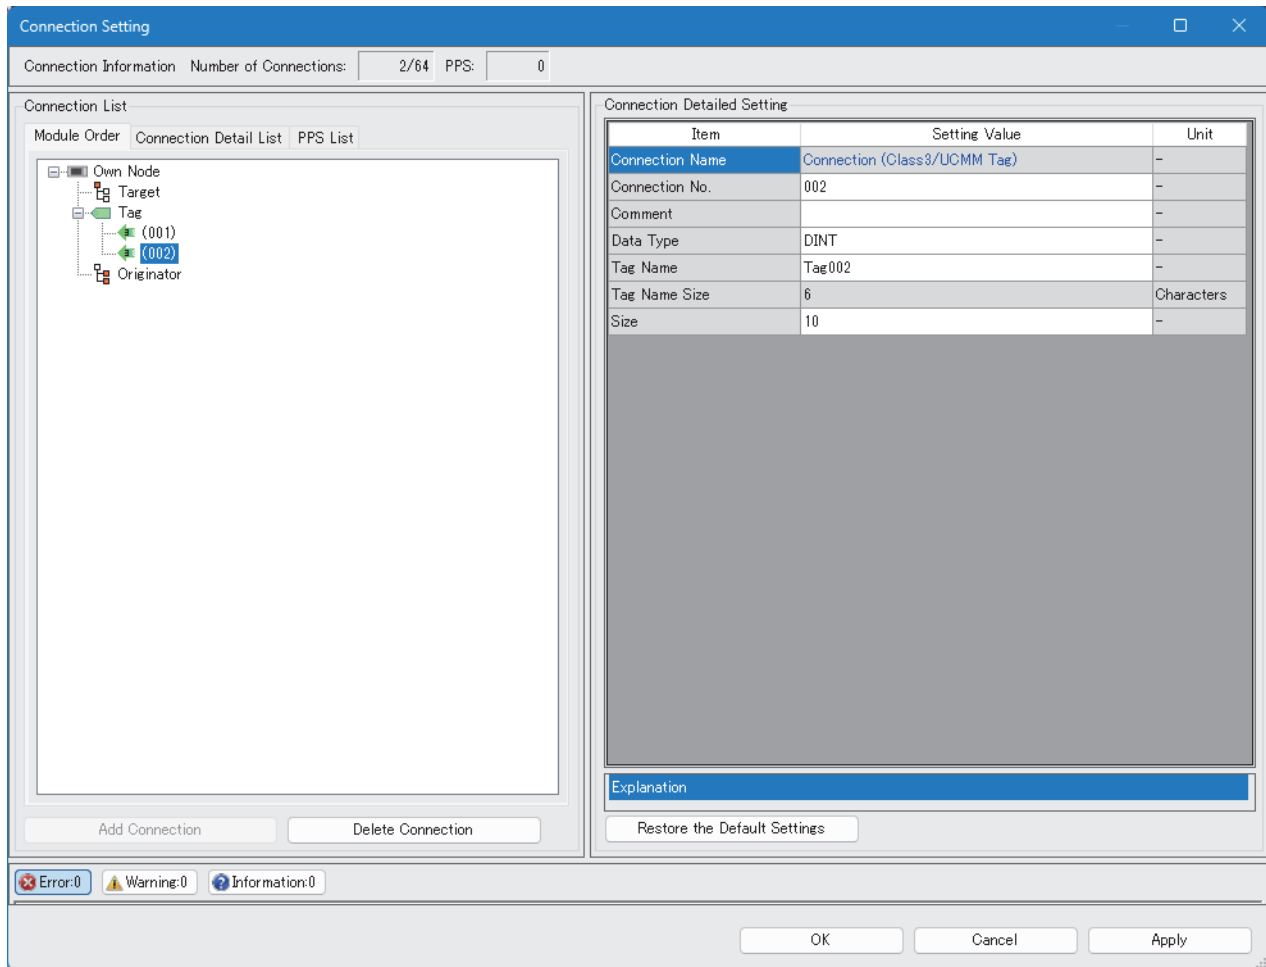 Connection Setting
Connection Information Number of Connections: 2/64 PPS: 0
Connection List
Module Order Connection Detail List PPS List
Own Node
Target
Tag
(001)
(002)
Originator
Add Connection Delete Connection
Connection Detailed Setting
Item Setting Value Unit
Connection Name Connection (Class3/UCMM Tag) -
Connection No. 002 -
Comment -
Data Type DINT -
Tag Name Tag002 -
Tag Name Size 6 Characters
Size 10 -
Explanation
Restore the Default Settings
Error:0 Warning:0 Information:0
OK Cancel Apply